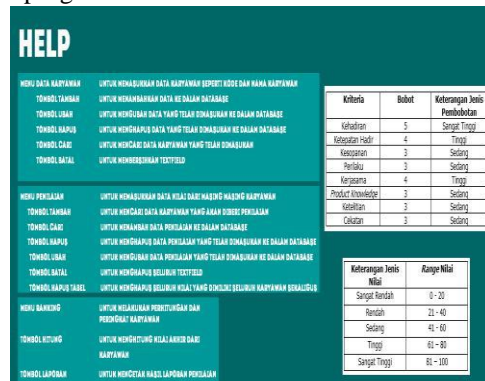 HELP
MENU DATA KARYAWAN UNTUK MEMASUKKAN DATA KARYAWAN SEPERTI KODE DAN NAMA KARYAWAN
TOMBOL TAMBAH UNTUK MENAMBAHKAN DATA KE DALAM DATABASE
TOMBOL UBAH UNTUK MENGUBAH DATA YANG TELAH DIMASUKAN KE DALAM DATABASE
TOMBOL HAPUS UNTUK MENGHAPUS DATA YANG TELAH DIMASUKAN KE DALAM DATABASE
TOMBOL CARI UNTUK MENCARI DATA KARYAWAN YANG TELAH DIMASUKAN
TOMBOL BATAL UNTUK MEMBERSIHKAN TEXTFIELD
MENU PENILAIAN UNTUK MEMASUKKAN DATA NILAI DARI MASING MASING KARYAWAN
TOMBOL TAMBAH UNTUK MENCARI DATA KARYAWAN YANG AKAN DIBERI PENILAIAN
TOMBOL CARI UNTUK MENAMBAH DATA PENILAIAN KE DALAM DATABASE
TOMBOL HAPUS UNTUK MENGHAPUS DATA PENILAIAN YANG TELAH DIMASUKAN KE DALAM DATABASE
TOMBOL UBAH UNTUK MENGUBAH DATA PENILAIAN YANG TELAH DIMASUKAN KE DALAM DATABASE
TOMBOL BATAL UNTUK MENGHAPUS SELURUH TEXTFIELD
TOMBOL HAPUS TABEL UNTUK MENGHAPUS SELURUH NILAI YANG DIMILIKI SELURUH KARYAWAN SEKALIGUS
MENU RANKING UNTUK MELAKUKAN PERHITUNGAN DAN
PERINGKAT KARYAWAN
TOMBOL HITUNG UNTUK MENGHITUNG NILAI AKHIR DARI
KARYAWAN
TOMBOL LAPORAN UNTUK MENCETAK HASIL LAPORAN PENILAIAN
Kriteria Bobot Keterangan Jenis
Pembobotan
Kehadiran 5 Sangat Tinggi
Ketepatan Hadir 4 Tinggi
Kesopanan 3 Sedang
Perilaku 3 Sedang
Kerjasama 4 Tinggi
Product Knowledge 3 Sedang
Ketelitian 3 Sedang
Cekatan 3 Sedang
Keterangan Jenis Range Nilai
Nilai
Sangat Rendah 0 - 20
Rendah 21 - 40
Sedang 41 - 60
Tinggi 61 – 80
Sangat Tinggi 81 – 100